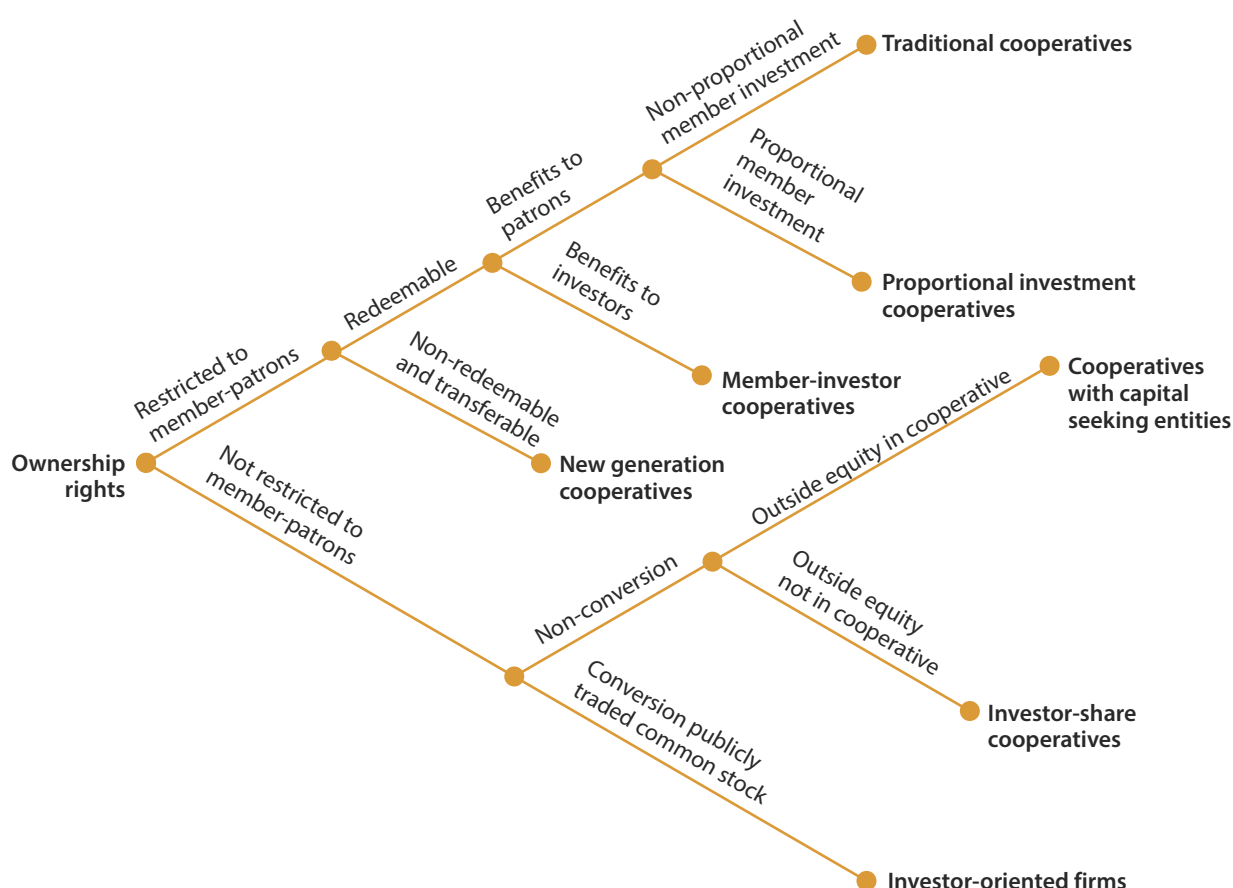 Non-proportional
member investment
Traditional cooperatives
Proportional
member
investment
Benefits to
patrons
Benefits to
investors
Proportional investment
cooperatives
Redeemable
Non-redeemable
and transferable
Member-investor
cooperatives
Restricted to
member-patrons
Ownership
rights
Not restricted to
member-patrons
New generation
cooperatives
Outside equity in cooperative
Cooperatives
with capital
seeking entities
Non-conversion
Outside equity
not in cooperative
Investor-share
cooperatives
Conversion publicly
traded common stock
Investor-oriented firms